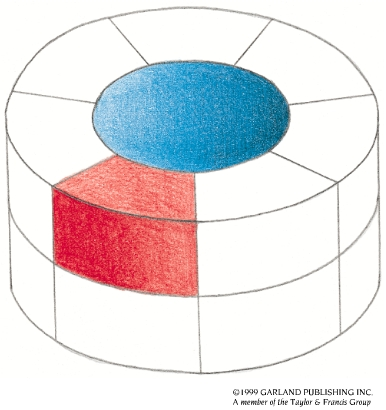 ©1999 GARLAND PUBLISHING INC.
A member of the Taylor & Francis Group